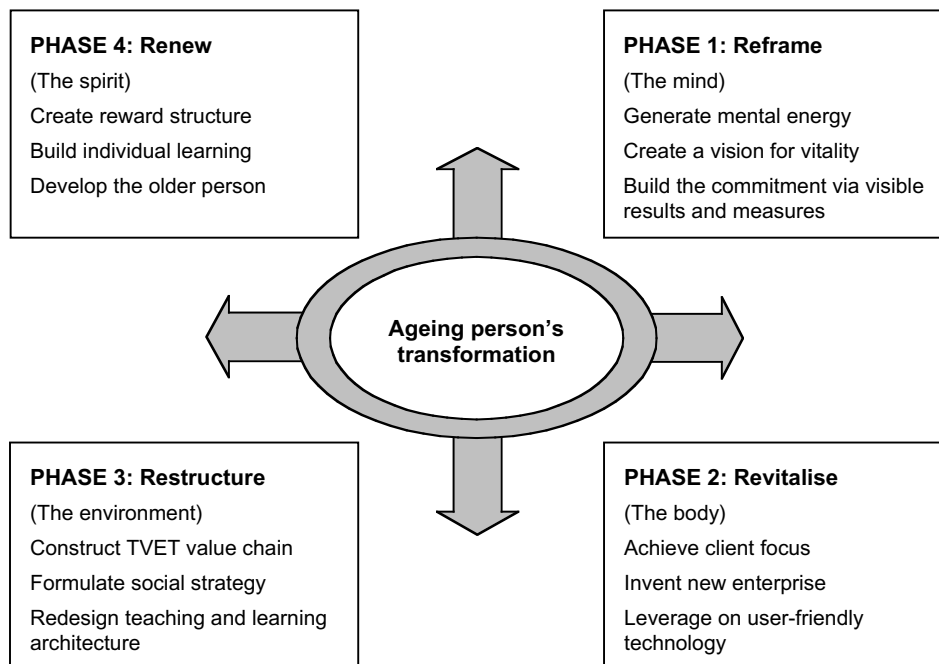 PHASE 4: Renew
(The spirit)
Create reward structure
Build individual learning
Develop the older person
PHASE 1: Reframe
(The mind)
Generate mental energy
Create a vision for vitality
Build the commitment via visible
results and measures
Ageing person's
transformation
PHASE 3: Restructure
(The environment)
Construct TVET value chain
Formulate social strategy
Redesign teaching and learning
architecture
PHASE 2: Revitalise
(The body)
Achieve client focus
Invent new enterprise
Leverage on user-friendly
technology